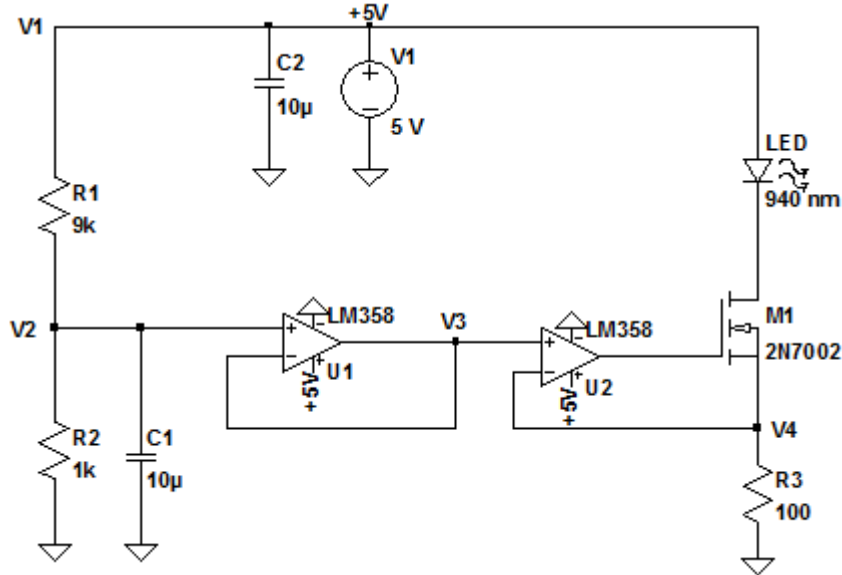 V1
+5V
C2
10µ
V1
5 V
LED
940 nm
R1
9k
V2
LM358
U1
+5V
V3
LM358
U2
+5V
M1
2N7002
V4
R2
1k
C1
10µ
R3
100